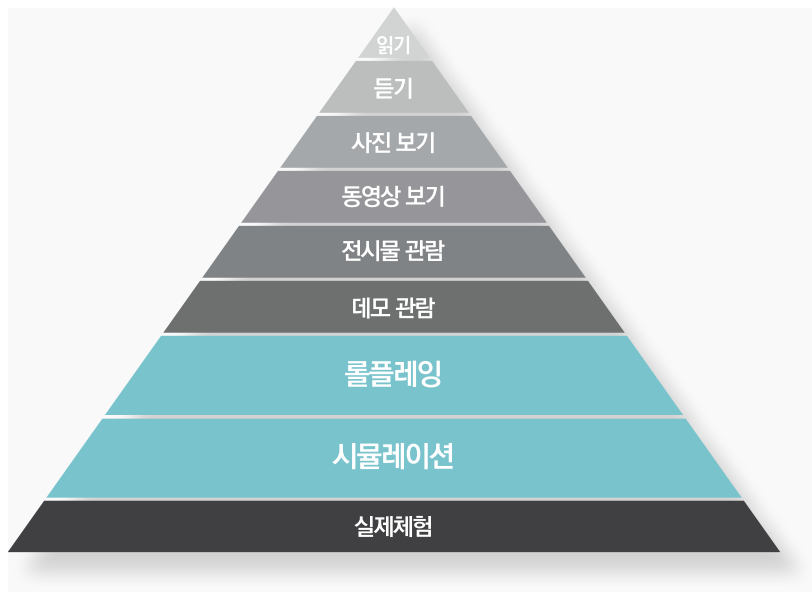 읽기
듣기
사진 보기
동영상 보기
전시물 관람
데모 관람
롤플레잉
시뮬레이션
실제체험